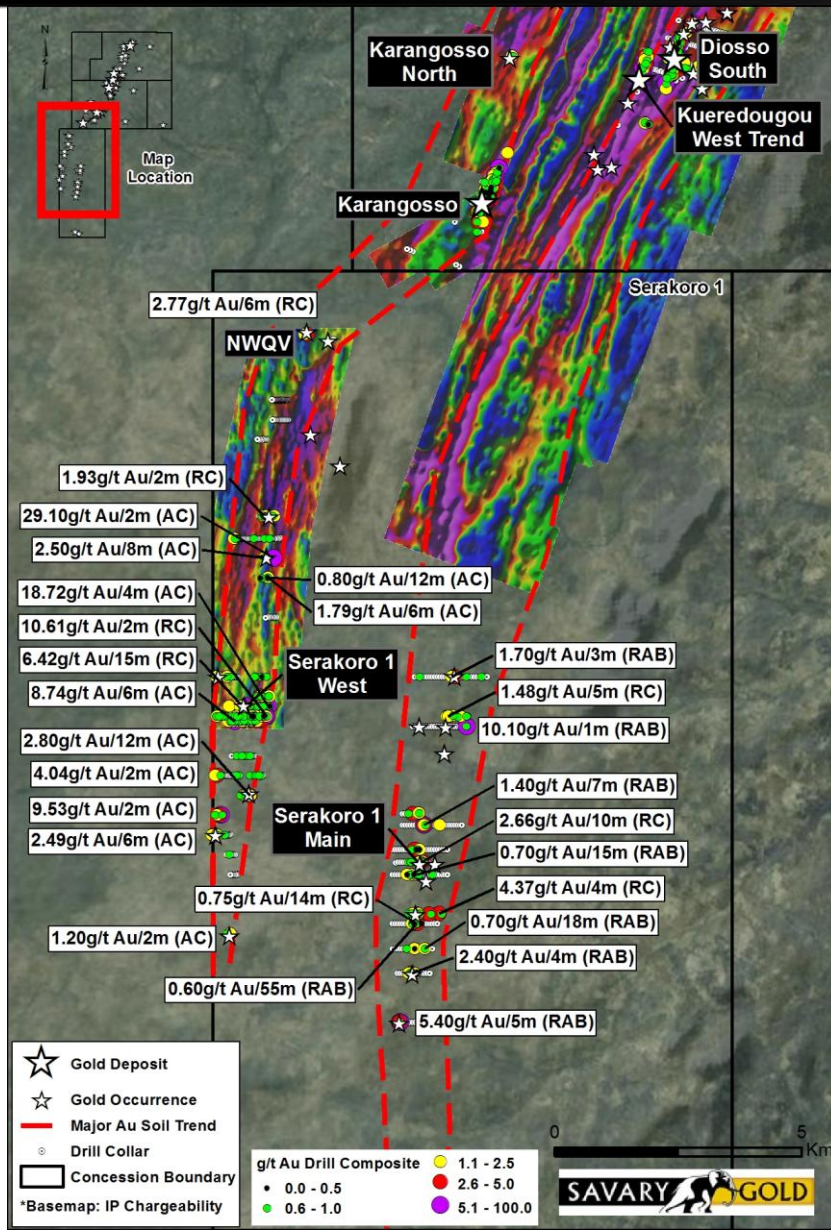 N
Map
Location
Karangosso
North
Diosso
South
Kueredougou
West Trend
Karangosso
Serakoro 1
2.77g/t Au/6m (RC)
NWQV
1.93g/t Au/2m (RC)
29.10g/t Au/2m (AC)
2.50g/t Au/8m (AC)
0.80g/t Au/12m (AC)
1.79g/t Au/6m (AC)
18.72g/t Au/4m (AC)
10.61g/t Au/2m (RC)
6.42g/t Au/15m (RC)
8.74g/t Au/6m (AC)
Serakoro 1
West
1.70g/t Au/3m (RAB)
1.48g/t Au/5m (RC)
10.10g/t Au/1m (RAB)
2.80g/t Au/12m (AC)
4.04g/t Au/2m (AC)
9.53g/t Au/2m (AC)
2.49g/t Au/6m (AC)
Serakoro 1
Main
1.40g/t Au/7m (RAB)
2.66g/t Au/10m (RC)
0.70g/t Au/15m (RAB)
0.75g/t Au/14m (RC)
4.37g/t Au/4m (RC)
0.70g/t Au/18m (RAB)
1.20g/t Au/2m (AC)
2.40g/t Au/4m (RAB)
0.60g/t Au/55m (RAB)
5.40g/t Au/5m (RAB)
Gold Deposit
Gold Occurrence
Major Au Soil Trend
Drill Collar
Concession Boundary
*Basemap: IP Chargeability
g/t Au Drill Composite
0.0 - 0.5
0.6 - 1.0
1.1 - 2.5
2.6 - 5.0
5.1 - 100.0
0 5
Km
SAVARY GOLD